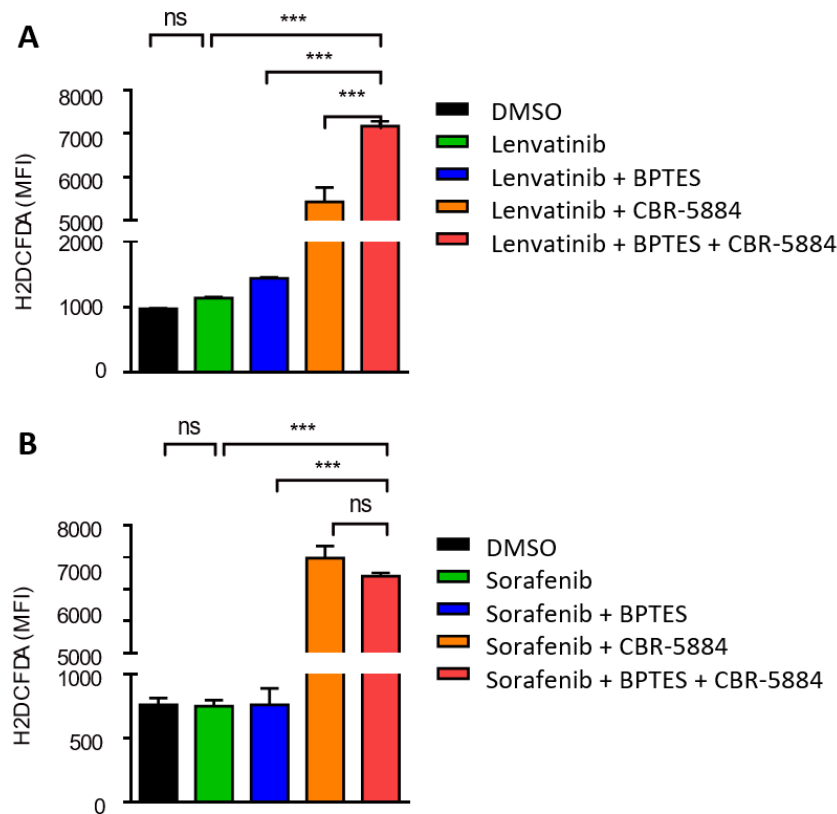 A
ns
***
***
***
8000
7000
6000
5000
2000
1000
0
H2DCFDA (MFI)
DMSO
Lenvatinib
Lenvatinib + BPTES
Lenvatinib + CBR-5884
Lenvatinib + BPTES + CBR-5884
B
ns
***
***
ns
8000
7000
6000
5000
1000
500
0
H2DCFDA (MFI)
DMSO
Sorafenib
Sorafenib + BPTES
Sorafenib + CBR-5884
Sorafenib + BPTES + CBR-5884